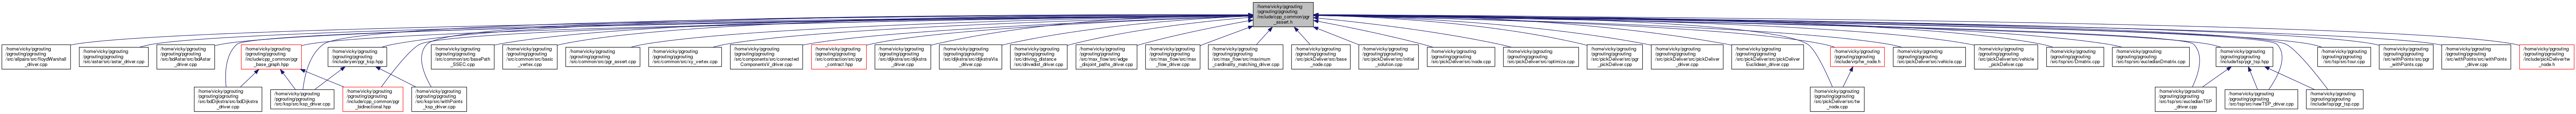 /home/vicky/pgrouting
/pgrouting/pgrouting
/include/cpp_common/pgr
_assert.h
/home/vicky/pgrouting
/pgrouting/pgrouting
/src/allpairs/src/floydWarshall
_driver.cpp
/home/vicky/pgrouting
/pgrouting/pgrouting
/src/astar/src/astar_driver.cpp
/home/vicky/pgrouting
/pgrouting/pgrouting
/src/bdAstar/src/bdAstar
_driver.cpp
/home/vicky/pgrouting
/pgrouting/pgrouting
/include/cpp_common/pgr
_base_graph.hpp
/home/vicky/pgrouting
/pgrouting/pgrouting
/include/yen/pgr_ksp.hpp
/home/vicky/pgrouting
/pgrouting/pgrouting
/src/common/src/basePath
_SSEC.cpp
/home/vicky/pgrouting
/pgrouting/pgrouting
/src/common/src/basic
_vertex.cpp
/home/vicky/pgrouting
/pgrouting/pgrouting
/src/common/src/pgr_assert.cpp
/home/vicky/pgrouting
/pgrouting/pgrouting
/src/common/src/xy_vertex.cpp
/home/vicky/pgrouting
/pgrouting/pgrouting
/src/components/src/connected
ComponentsV_driver.cpp
/home/vicky/pgrouting
/pgrouting/pgrouting
/src/contraction/src/pgr
_contract.hpp
/home/vicky/pgrouting
/pgrouting/pgrouting
/src/dijkstra/src/dijkstra
_driver.cpp
/home/vicky/pgrouting
/pgrouting/pgrouting
/src/dijkstra/src/dijkstraVia
_driver.cpp
/home/vicky/pgrouting
/pgrouting/pgrouting
/src/driving_distance
/src/drivedist_driver.cpp
/home/vicky/pgrouting
/pgrouting/pgrouting
/src/max_flow/src/edge
_disjoint_paths_driver.cpp
/home/vicky/pgrouting
/pgrouting/pgrouting
/src/max_flow/src/max
_flow_driver.cpp
/home/vicky/pgrouting
/pgrouting/pgrouting
/src/max_flow/src/maximum
_cardinality_matching_driver.cpp
/home/vicky/pgrouting
/pgrouting/pgrouting
/src/pickDeliver/src/base
_node.cpp
/home/vicky/pgrouting
/pgrouting/pgrouting
/src/pickDeliver/src/initial
_solution.cpp
/home/vicky/pgrouting
/pgrouting/pgrouting
/src/pickDeliver/src/node.cpp
/home/vicky/pgrouting
/pgrouting/pgrouting
/src/pickDeliver/src/optimize.cpp
/home/vicky/pgrouting
/pgrouting/pgrouting
/src/pickDeliver/src/pgr
_pickDeliver.cpp
/home/vicky/pgrouting
/pgrouting/pgrouting
/src/pickDeliver/src/pickDeliver
_driver.cpp
/home/vicky/pgrouting
/pgrouting/pgrouting
/src/pickDeliver/src/pickDeliver
Euclidean_driver.cpp
/home/vicky/pgrouting
/pgrouting/pgrouting
/include/vrp/tw_node.h
/home/vicky/pgrouting
/pgrouting/pgrouting
/src/pickDeliver/src/vehicle.cpp
/home/vicky/pgrouting
/pgrouting/pgrouting
/src/pickDeliver/src/vehicle
_pickDeliver.cpp
/home/vicky/pgrouting
/pgrouting/pgrouting
/src/tsp/src/Dmatrix.cpp
/home/vicky/pgrouting
/pgrouting/pgrouting
/src/tsp/src/eucledianDmatrix.cpp
/home/vicky/pgrouting
/pgrouting/pgrouting
/include/tsp/pgr_tsp.hpp
/home/vicky/pgrouting
/pgrouting/pgrouting
/src/tsp/src/tour.cpp
/home/vicky/pgrouting
/pgrouting/pgrouting
/src/withPoints/src/pgr
_withPoints.cpp
/home/vicky/pgrouting
/pgrouting/pgrouting
/src/withPoints/src/withPoints
_driver.cpp
/home/vicky/pgrouting
/pgrouting/pgrouting
/include/pickDeliver/tw
_node.h
/home/vicky/pgrouting
/pgrouting/pgrouting
/src/bdDijkstra/src/bdDijkstra
_driver.cpp
/home/vicky/pgrouting
/pgrouting/pgrouting
/src/ksp/src/ksp_driver.cpp
/home/vicky/pgrouting
/pgrouting/pgrouting
/include/cpp_common/pgr
_bidirectional.hpp
/home/vicky/pgrouting
/pgrouting/pgrouting
/src/ksp/src/withPoints
_ksp_driver.cpp
/home/vicky/pgrouting
/pgrouting/pgrouting
/src/pickDeliver/src/tw
_node.cpp
/home/vicky/pgrouting
/pgrouting/pgrouting
/src/tsp/src/eucledianTSP
_driver.cpp
/home/vicky/pgrouting
/pgrouting/pgrouting
/src/tsp/src/newTSP_driver.cpp
/home/vicky/pgrouting
/pgrouting/pgrouting
/include/tsp/pgr_tsp.cpp